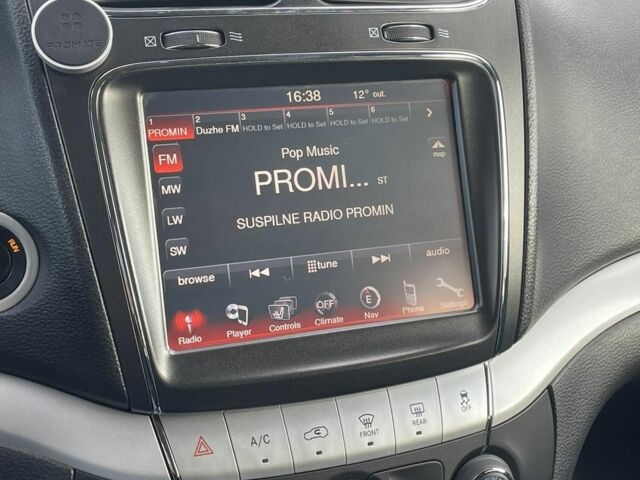 PROMATE
16:38 12° out.
1 2 3 4 5 6
PROMIN Duzhe FM HOLD to Set HOLD to Set HOLD to Set HOLD to Set
FM
Pop Music
map
MW
PROMI... ST
LW
SUSPILNE RADIO PROMIN
SW
browse tune audio
Radio Player Controls OFF Climate E Nav Phone Settings
RUN
A/C FRONT REAR OFF